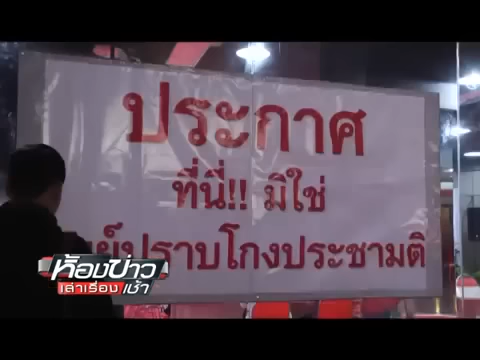 ประกาศ
ที่นี่!! มิใช่
ปราบโกงประชามติ
ห้องข่าว
เล่าเรื่อง เช้า